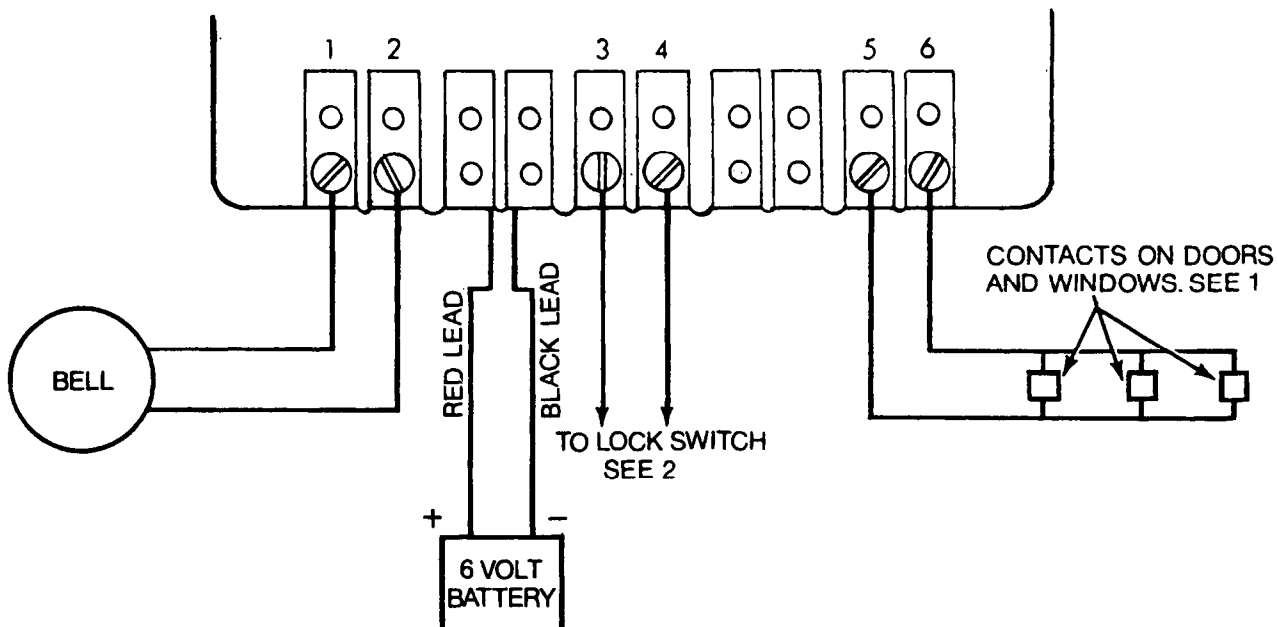 1 2 3 4 5 6
CONTACTS ON DOORS
AND WINDOWS. SEE 1
BELL
RED LEAD
BLACK LEAD
TO LOCK SWITCH
SEE 2
+ −
6 VOLT
BATTERY